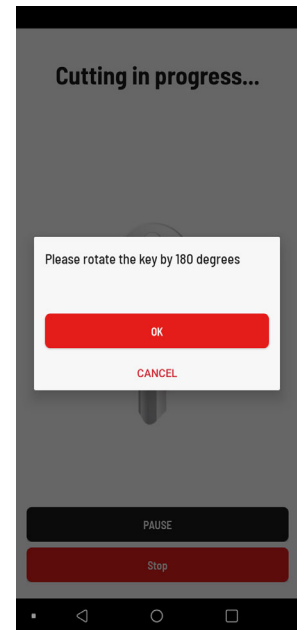 Cutting in progress...
Please rotate the key by 180 degrees
OK
CANCEL
PAUSE
Stop